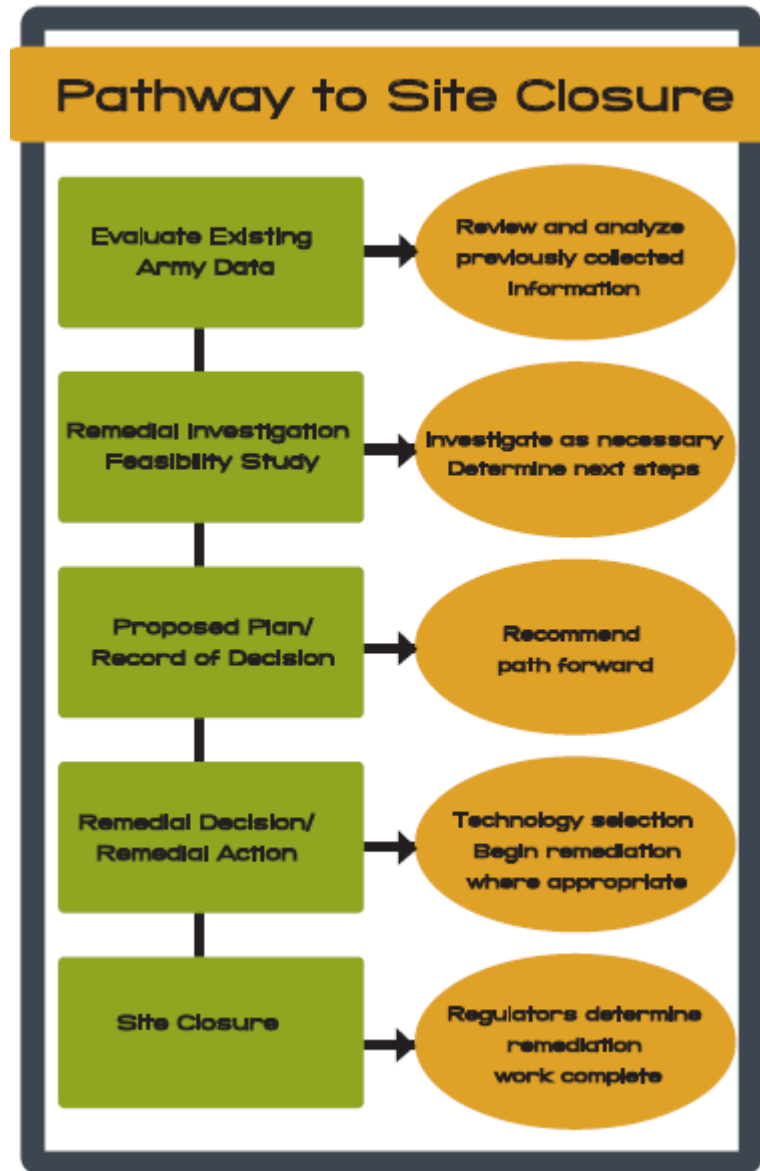 Pathway to Site Closure
Evaluate Existing
Army Data
Review and analyze
previously collected
information
Remedial Investigation
Feasibility Study
Investigate as necessary
Determine next steps
Proposed Plan/
Record of Decision
Recommend
path forward
Remedial Decision/
Remedial Action
Technology selection
Begin remediation
where appropriate
Site Closure
Regulators determine
remediation
work complete